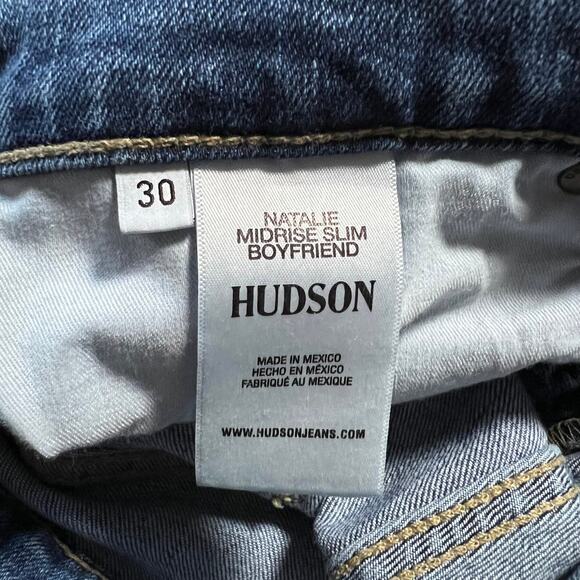 30
NATALIE
MIDRISE SLIM
BOYFRIEND
HUDSON
MADE IN MEXICO
HECHO EN MÉXICO
FABRIQUÉ AU MEXIQUE
WWW.HUDSONJEANS.COM